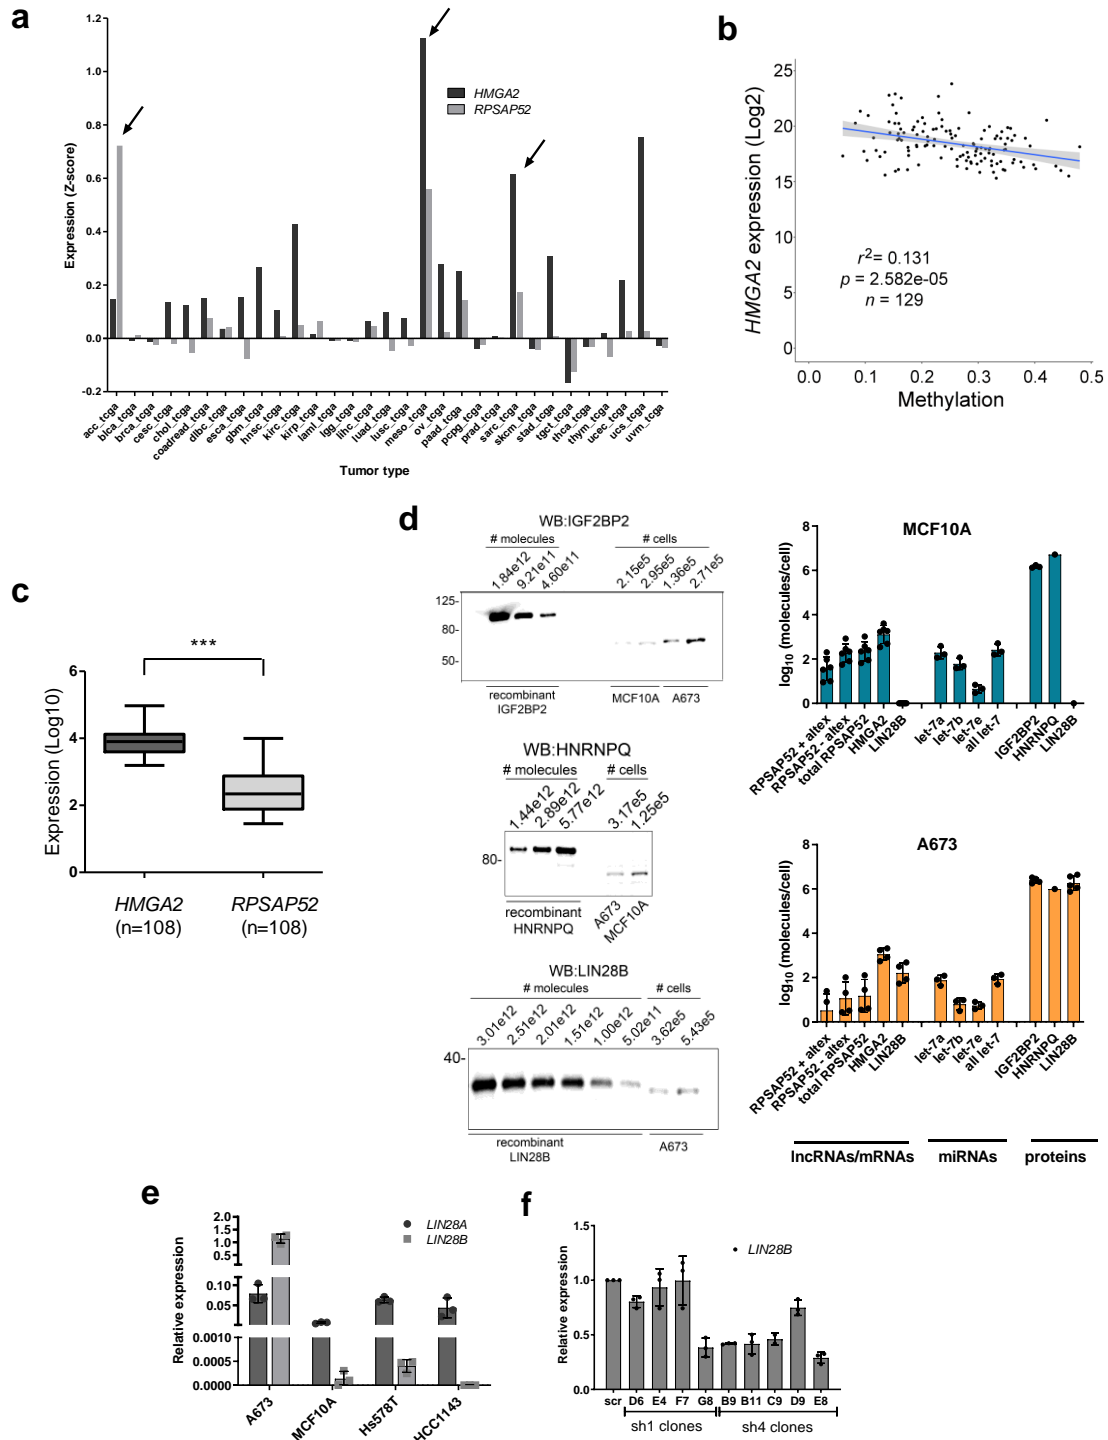 a
1.2
1.0
0.8
0.6
0.4
0.2
0.0
-0.2
Expression (Z-score)
HMGA2
RPSAP52
acc_tcga
blca_tcga
brca_tcga
cesc_tcga
chol_tcga
coadread_tcga
dlbc_tcga
esca_tcga
gbm_tcga
hnsc_tcga
kirc_tcga
kirp_tcga
laml_tcga
lgg_tcga
lihc_tcga
luad_tcga
lusc_tcga
meso_tcga
ov_tcga
paad_tcga
pcpg_tcga
prad_tcga
sarc_tcga
skcm_tcga
stad_tcga
tgct_tcga
thca_tcga
thym_tcga
ucec_tcga
ucs_tcga
uvm_tcga
Tumor type
b
HMGA2 expression (Log2)
25
20
15
10
5
0
r²= 0.131
p = 2.582e-05
n = 129
0.0 0.1 0.2 0.3 0.4 0.5
Methylation
c
Expression (Log10)
6
4
2
0
***
HMGA2
(n=108)
RPSAP52
(n=108)
d
WB:IGF2BP2
# molecules
# cells
1.84e12
9.21e11
4.60e11
2.15e5
2.95e5
1.36e5
2.71e5
125-
80-
50-
recombinant
IGF2BP2
MCF10A
A673
WB:HNRNPQ
# molecules
# cells
1.44e12
2.89e12
5.77e12
3.17e5
1.25e5
80-
recombinant
HNRNPQ
A673
MCF10A
WB:LIN28B
# molecules
# cells
3.01e12
2.51e12
2.01e12
1.51e12
1.00e12
5.02e11
3.62e5
5.43e5
40-
recombinant
LIN28B
A673
MCF10A
log10 (molecules/cell)
8
6
4
2
0
RPSAP52 + altex
RPSAP52 - altex
total RPSAP52
HMGA2
LIN28B
let-7a
let-7b
let-7e
all let-7
IGF2BP2
HNRNPQ
LIN28B
A673
log10 (molecules/cell)
8
6
4
2
0
RPSAP52 + altex
RPSAP52 - altex
total RPSAP52
HMGA2
LIN28B
let-7a
let-7b
let-7e
all let-7
IGF2BP2
HNRNPQ
LIN28B
lncRNAs/mRNAs
miRNAs
proteins
e
Relative expression
2.0
1.5
1.0
0.5
0.10
0.05
0.0010
0.0005
0.0000
LIN28A
LIN28B
A673
MCF10A
Hs578T
HCC1143
f
Relative expression
1.5
1.0
0.5
0.0
LIN28B
scr D6 E4 F7 G8 B9 B11 C9 D9 E8
sh1 clones
sh4 clones